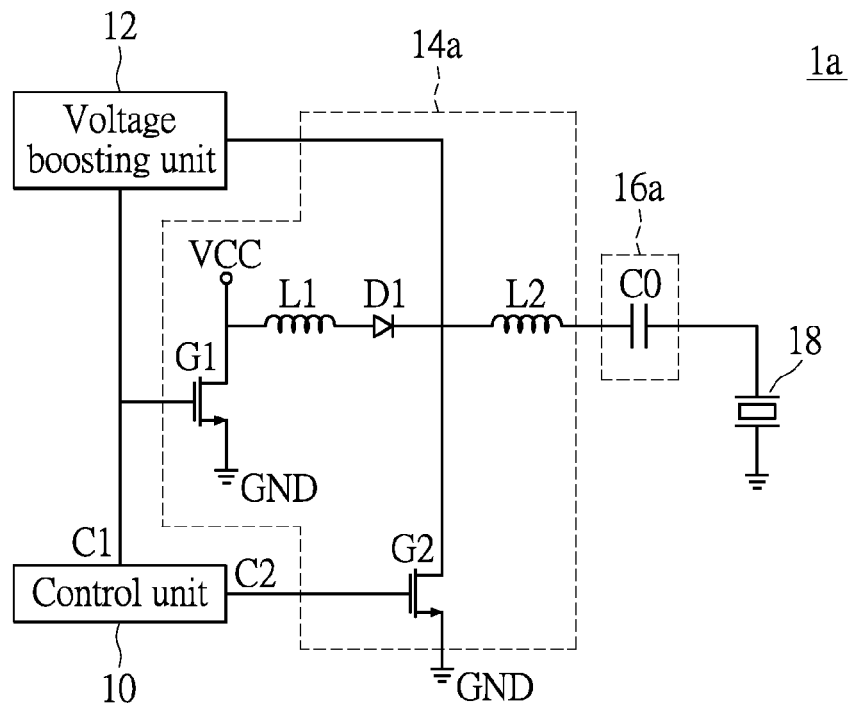 12
14a
1a
Voltage
boosting unit
16a
VCC
L1
D1
L2
C0
G1
18
GND
C1
G2
C2
Control unit
10
GND